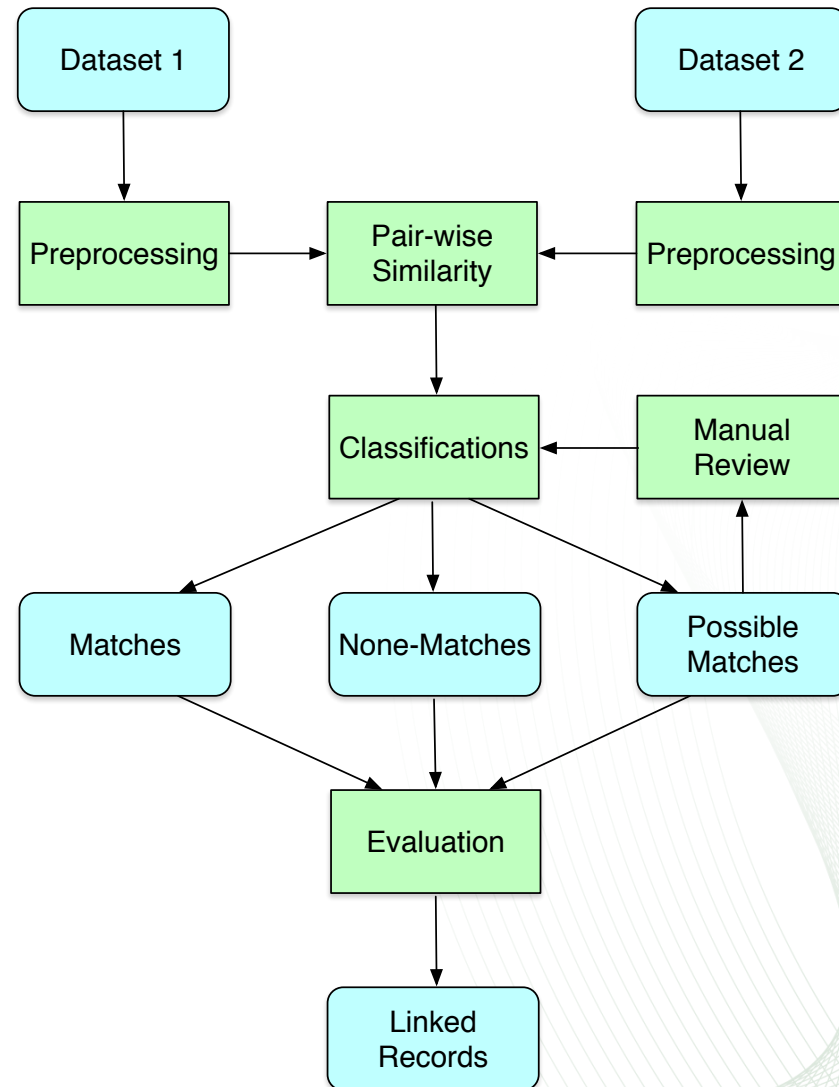 Dataset 1
Dataset 2
Preprocessing
Pair-wise
Similarity
Preprocessing
Classifications
Manual
Review
Matches
None-Matches
Possible
Matches
Evaluation
Linked
Records